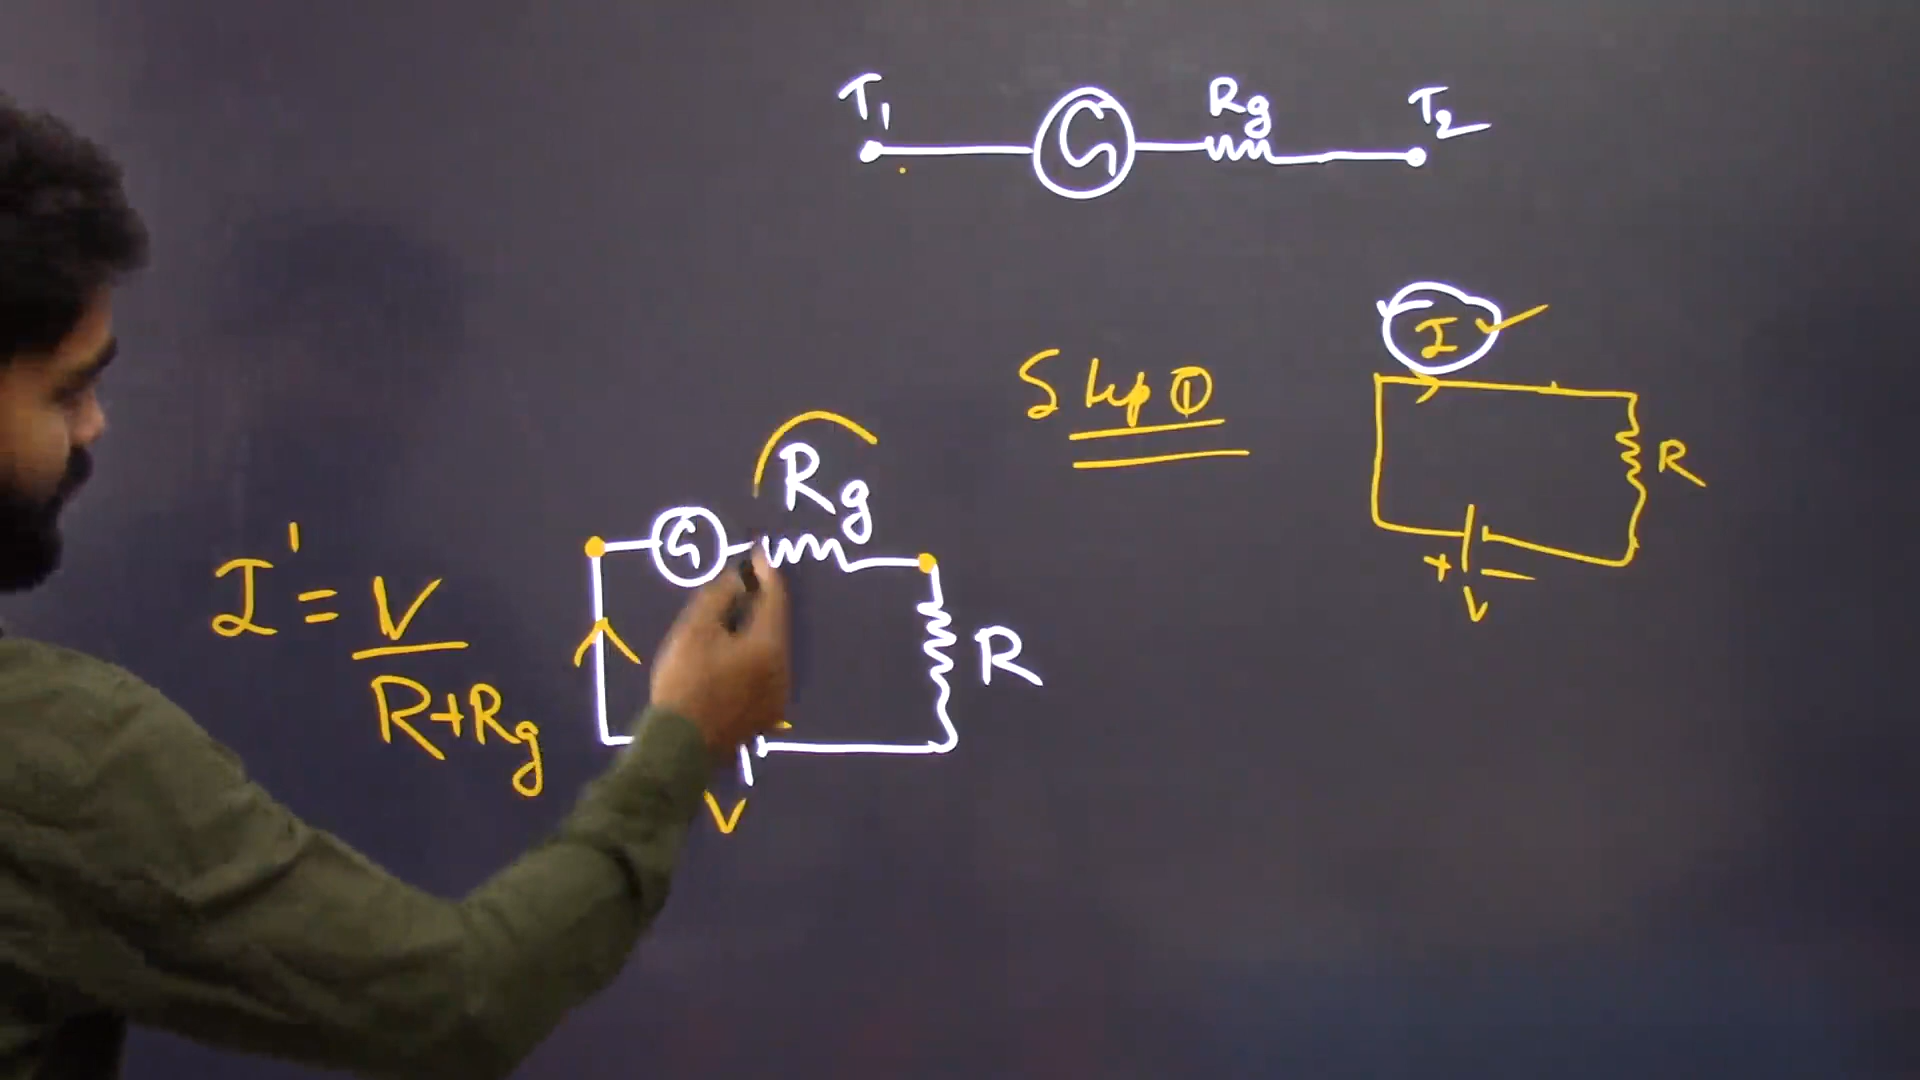 T₁
G
Rg
T₂
I
Step ①
R
+ –
V
Rg
G
R
V
I' = V / R+Rg